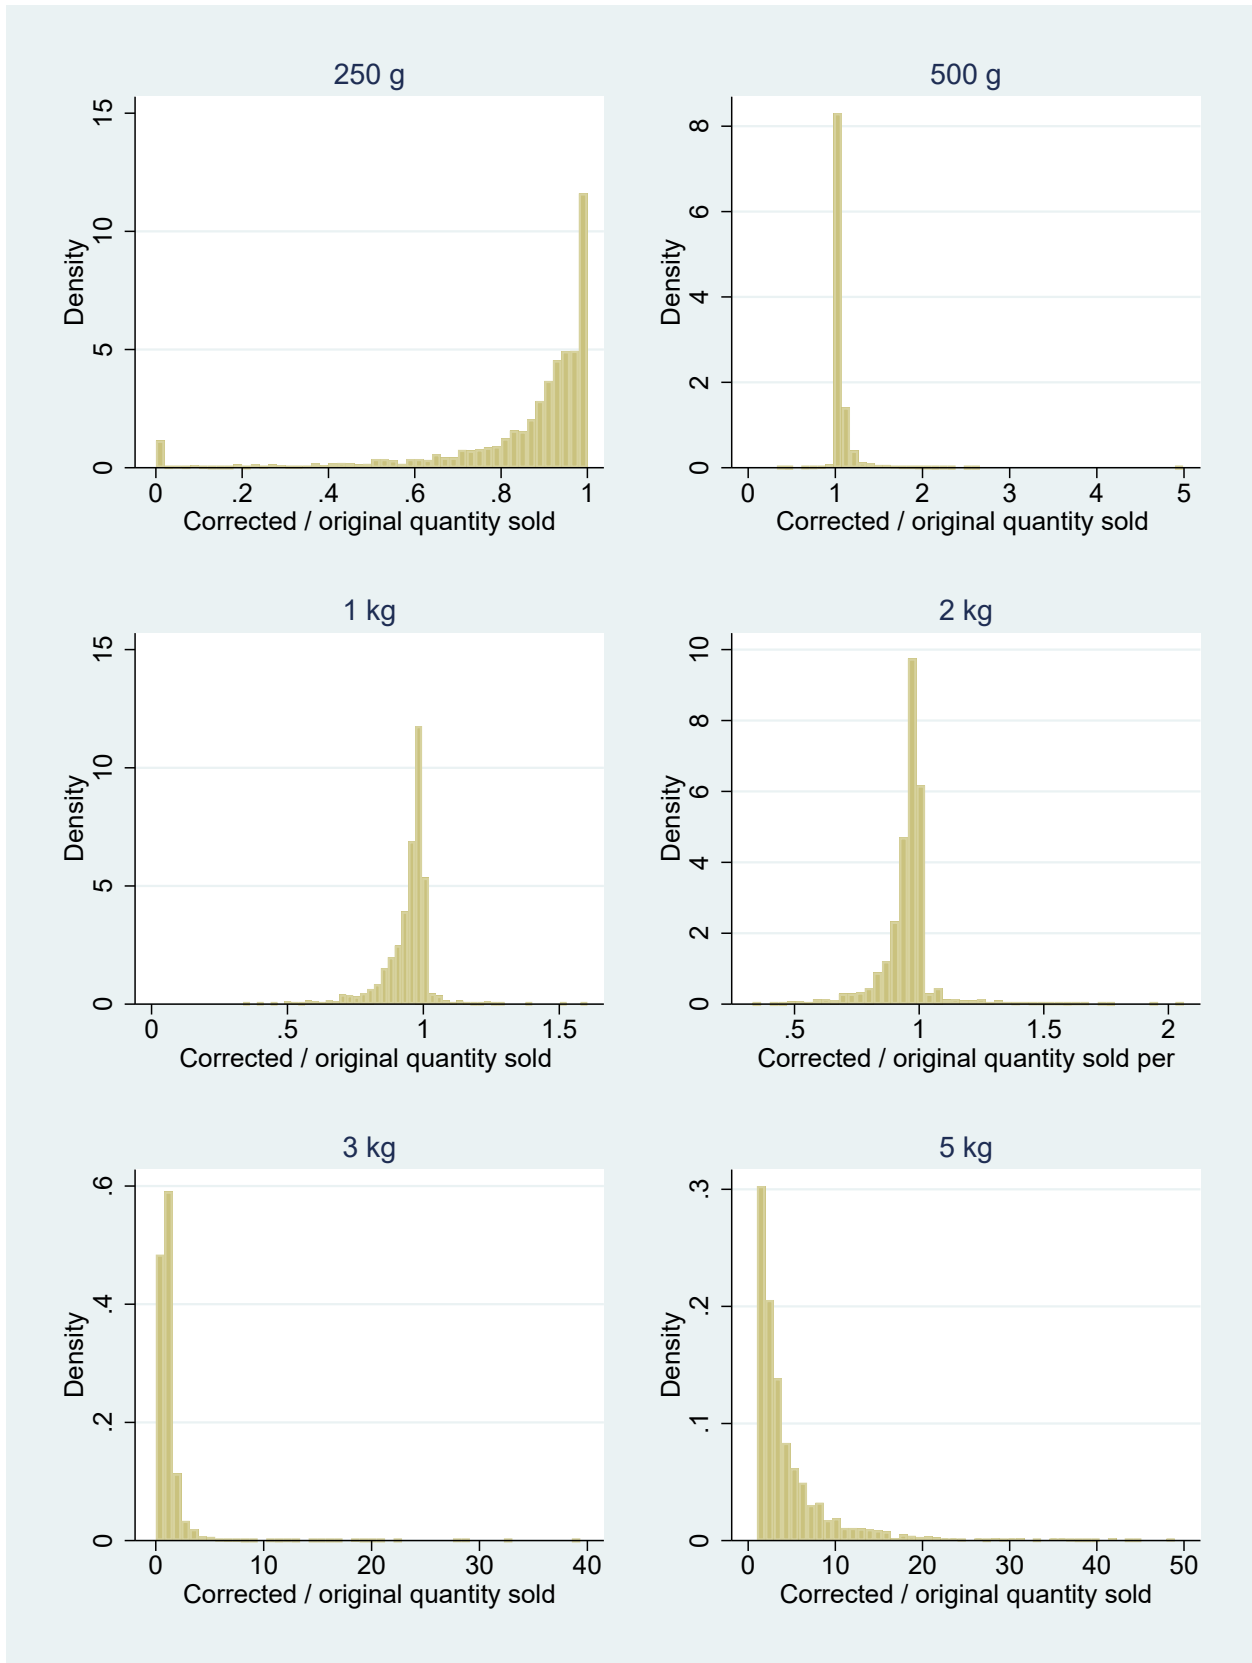 250 g
15
10
5
0
Density
0 .2 .4 .6 .8 1
Corrected / original quantity sold
500 g
8
6
4
2
0
Density
0 1 2 3 4 5
Corrected / original quantity sold
1 kg
15
10
5
0
Density
0 .5 1 1.5
Corrected / original quantity sold
2 kg
10
8
6
4
2
0
Density
.5 1 1.5 2
Corrected / original quantity sold per
3 kg
.6
.4
.2
0
Density
0 10 20 30 40
Corrected / original quantity sold
5 kg
.3
.2
.1
0
Density
0 10 20 30 40 50
Corrected / original quantity sold